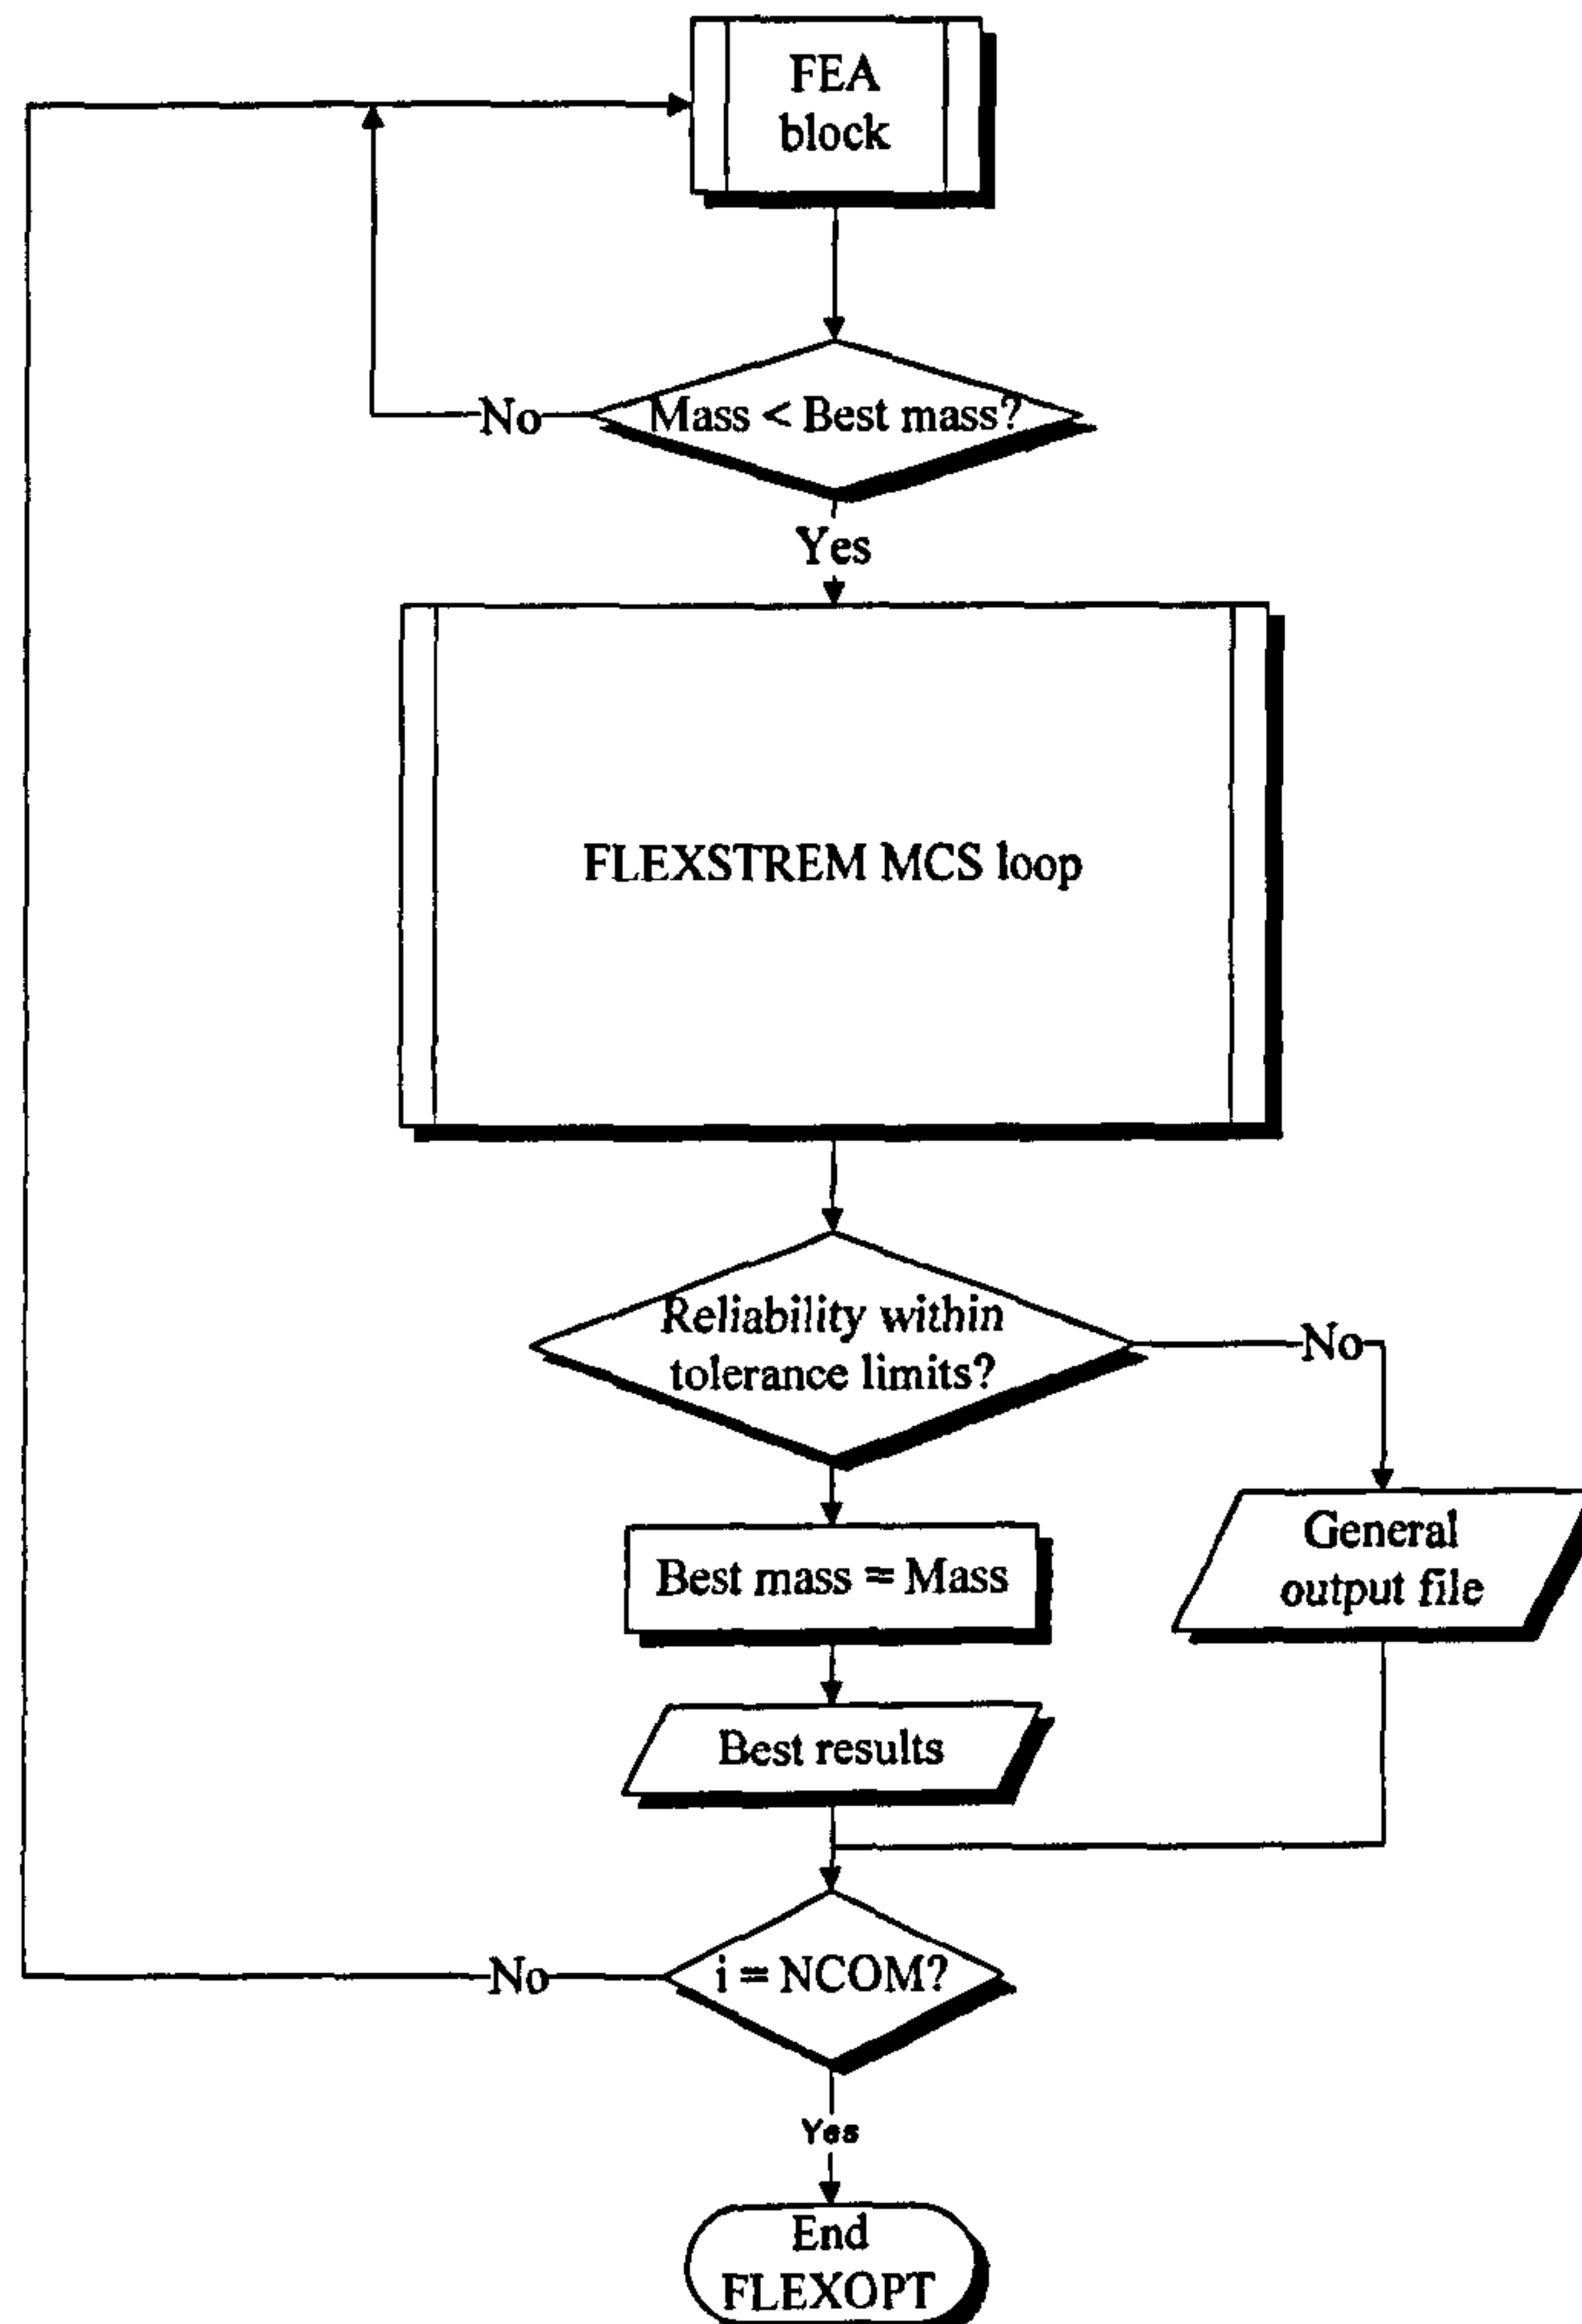 FEA
block
Mass < Best mass?
No
Yes
FLEXSTREM MCS loop
Reliability within
tolerance limits?
No
General
output file
Best mass = Mass
Best results
i = NCOM?
No
Yes
End
FLEXOPT